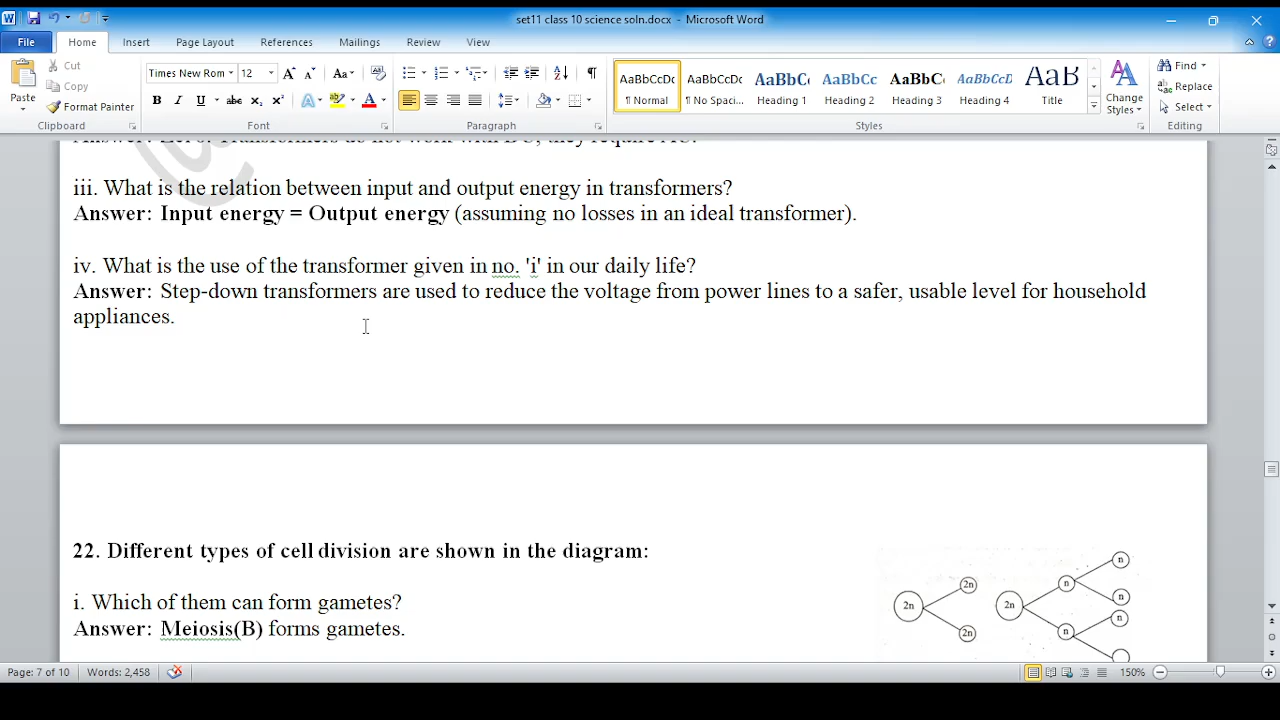 set11 class 10 science soln.docx - Microsoft Word
File Home Insert Page Layout References Mailings Review View
Cut
Copy
Format Painter
Paste
Times New Rom 12
AaBbCcDc AaBbCcDc AaBbC AaBbCc AaBbC AaBbCcD AaB
¶ Normal ¶ No Spaci... Heading 1 Heading 2 Heading 3 Heading 4 Title
Change
Styles
Find
Replace
Select
Clipboard Font Paragraph Styles Editing
iii. What is the relation between input and output energy in transformers?
Answer: Input energy = Output energy (assuming no losses in an ideal transformer).
iv. What is the use of the transformer given in no. 'i' in our daily life?
Answer: Step-down transformers are used to reduce the voltage from power lines to a safer, usable level for household
appliances.
22. Different types of cell division are shown in the diagram:
i. Which of them can form gametes?
Answer: Meiosis(B) forms gametes.
2n 2n 2n
2n n n n n n
Page: 7 of 10 Words: 2,458 150%